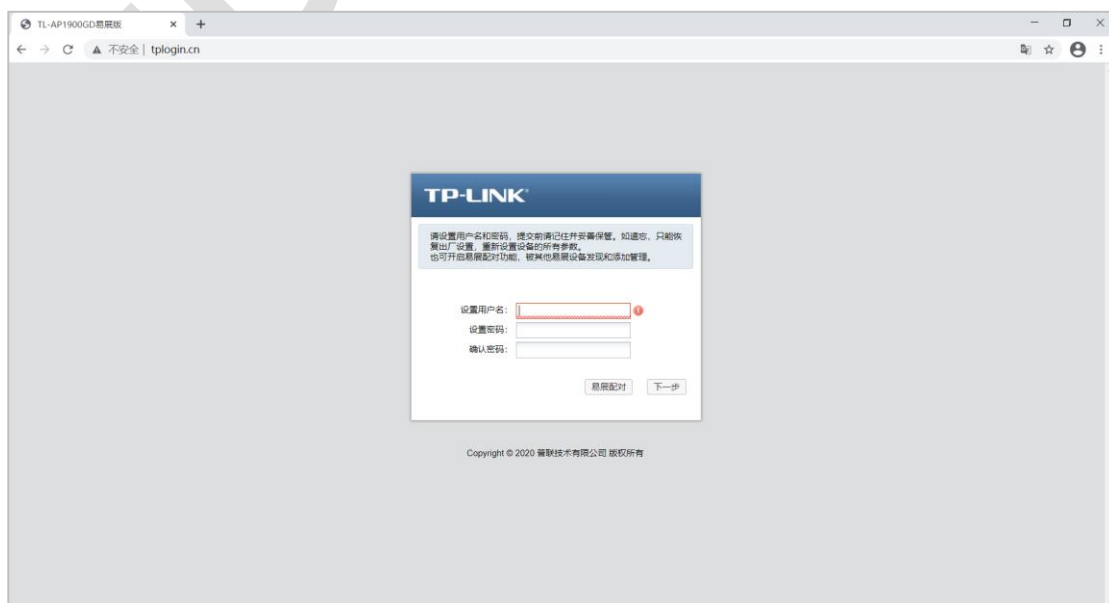 TL-AP1900GD易展版
不安全 | tplogin.cn
TP-LINK
请设置用户名和密码，提交前请记住并妥善保管。如遗忘，只能恢
复出厂设置，重新设置设备的所有参数。
也可开启易展配对功能，被其他易展设备发现和添加管理。
设置用户名：
设置密码：
确认密码：
易展配对 下一步
Copyright © 2020 普联技术有限公司 版权所有